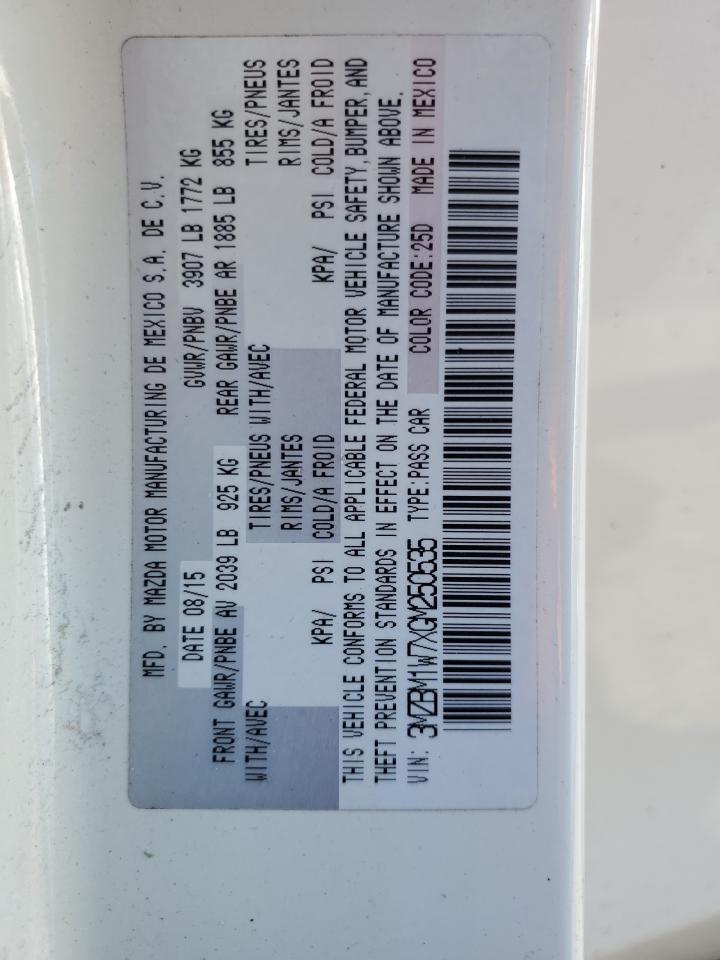 MFD. BY MAZDA MOTOR MANUFACTURING DE MEXICO S.A. DE C.V.
DATE 08/15 GVWR/PNBV 3907 LB 1772 KG
FRONT GAWR/PNBE AV 2039 LB 925 KG REAR GAWR/PNBE AR 1885 LB 855 KG
WITH/AVEC TIRES/PNEUS WITH/AVEC TIRES/PNEUS
RIMS/JANTES RIMS/JANTES
KPA/ PSI COLD/A FROID KPA/ PSI COLD/A FROID
THIS VEHICLE CONFORMS TO ALL APPLICABLE FEDERAL MOTOR VEHICLE SAFETY, BUMPER, AND
THEFT PREVENTION STANDARDS IN EFFECT ON THE DATE OF MANUFACTURE SHOWN ABOVE.
VIN: 3MZBM1W7XGM250535 TYPE:PASS CAR COLOR CODE:25D MADE IN MEXICO